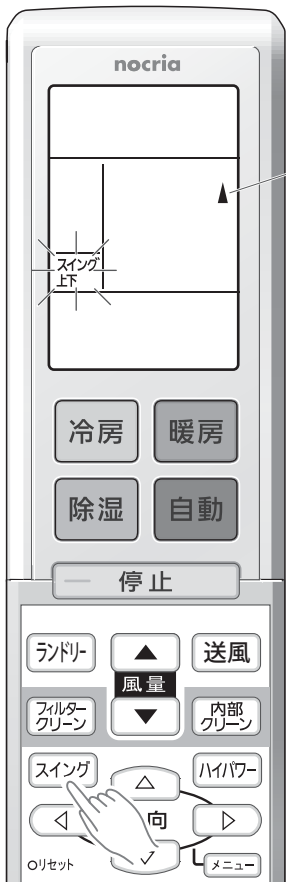 nocria
スイング
上下
冷房
暖房
除湿
自動
停止
ランドリー
送風
風量
フィルター
クリーン
内部
クリーン
スイング
ハイパワー
向
リセット
メニュー